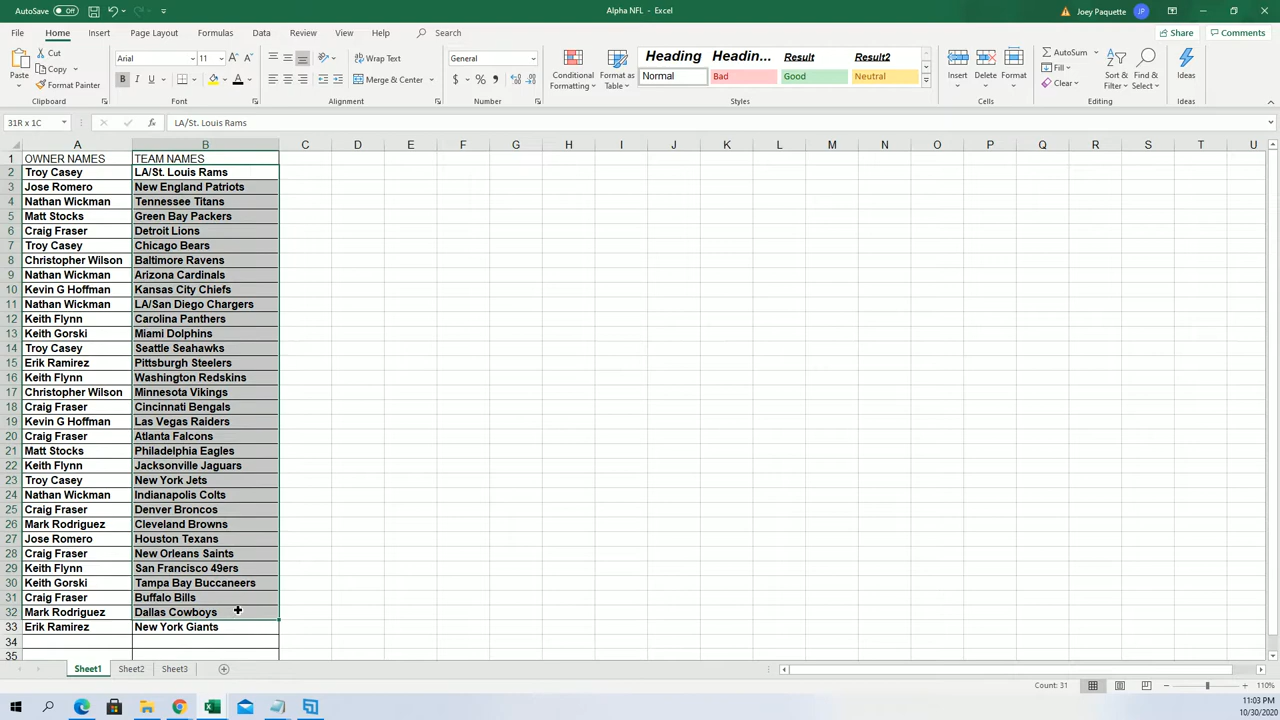 AutoSave Off Alpha NFL - Excel Joey Paquette JP
File Home Insert Page Layout Formulas Data Review View Help Search Share Comments
Cut Arial 11 Wrap Text General Heading Headin... Result Result2 AutoSum
Paste Copy Conditional Format as Normal Bad Good Neutral Insert Delete Format Fill Sort & Find & Ideas
Format Painter B I U Merge & Center $ % Formatting Table Clear Filter Select
Clipboard Font Alignment Number Styles Cells Editing Ideas
31R x 1C fx LA/St. Louis Rams
A B C D E F G H I J K L M N O P Q R S T U
1 OWNER NAMES TEAM NAMES
2 Troy Casey LA/St. Louis Rams
3 Jose Romero New England Patriots
4 Nathan Wickman Tennessee Titans
5 Matt Stocks Green Bay Packers
6 Craig Fraser Detroit Lions
7 Troy Casey Chicago Bears
8 Christopher Wilson Baltimore Ravens
9 Nathan Wickman Arizona Cardinals
10 Kevin G Hoffman Kansas City Chiefs
11 Nathan Wickman LA/San Diego Chargers
12 Keith Flynn Carolina Panthers
13 Keith Gorski Miami Dolphins
14 Troy Casey Seattle Seahawks
15 Erik Ramirez Pittsburgh Steelers
16 Keith Flynn Washington Redskins
17 Christopher Wilson Minnesota Vikings
18 Craig Fraser Cincinnati Bengals
19 Kevin G Hoffman Las Vegas Raiders
20 Craig Fraser Atlanta Falcons
21 Matt Stocks Philadelphia Eagles
22 Keith Flynn Jacksonville Jaguars
23 Troy Casey New York Jets
24 Nathan Wickman Indianapolis Colts
25 Craig Fraser Denver Broncos
26 Mark Rodriguez Cleveland Browns
27 Jose Romero Houston Texans
28 Craig Fraser New Orleans Saints
29 Keith Flynn San Francisco 49ers
30 Keith Gorski Tampa Bay Buccaneers
31 Craig Fraser Buffalo Bills
32 Mark Rodriguez Dallas Cowboys
33 Erik Ramirez New York Giants
34
35
Sheet1 Sheet2 Sheet3
Count: 31 110%
11:03 PM
10/30/2020